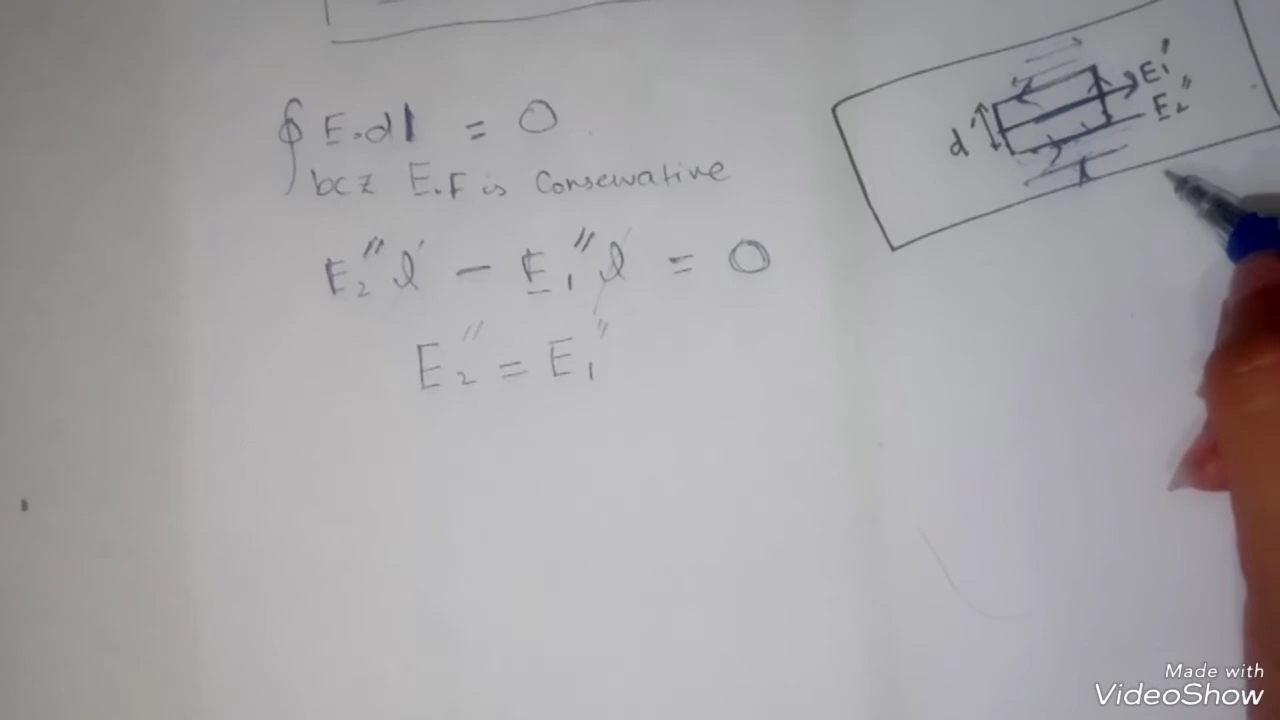 ∮ E.dl = 0
bcz E.F is Conservative
E₂″l − E₁″l = 0
E₂″ = E₁″
E₁′
E₂″
d
l
Made with
VideoShow